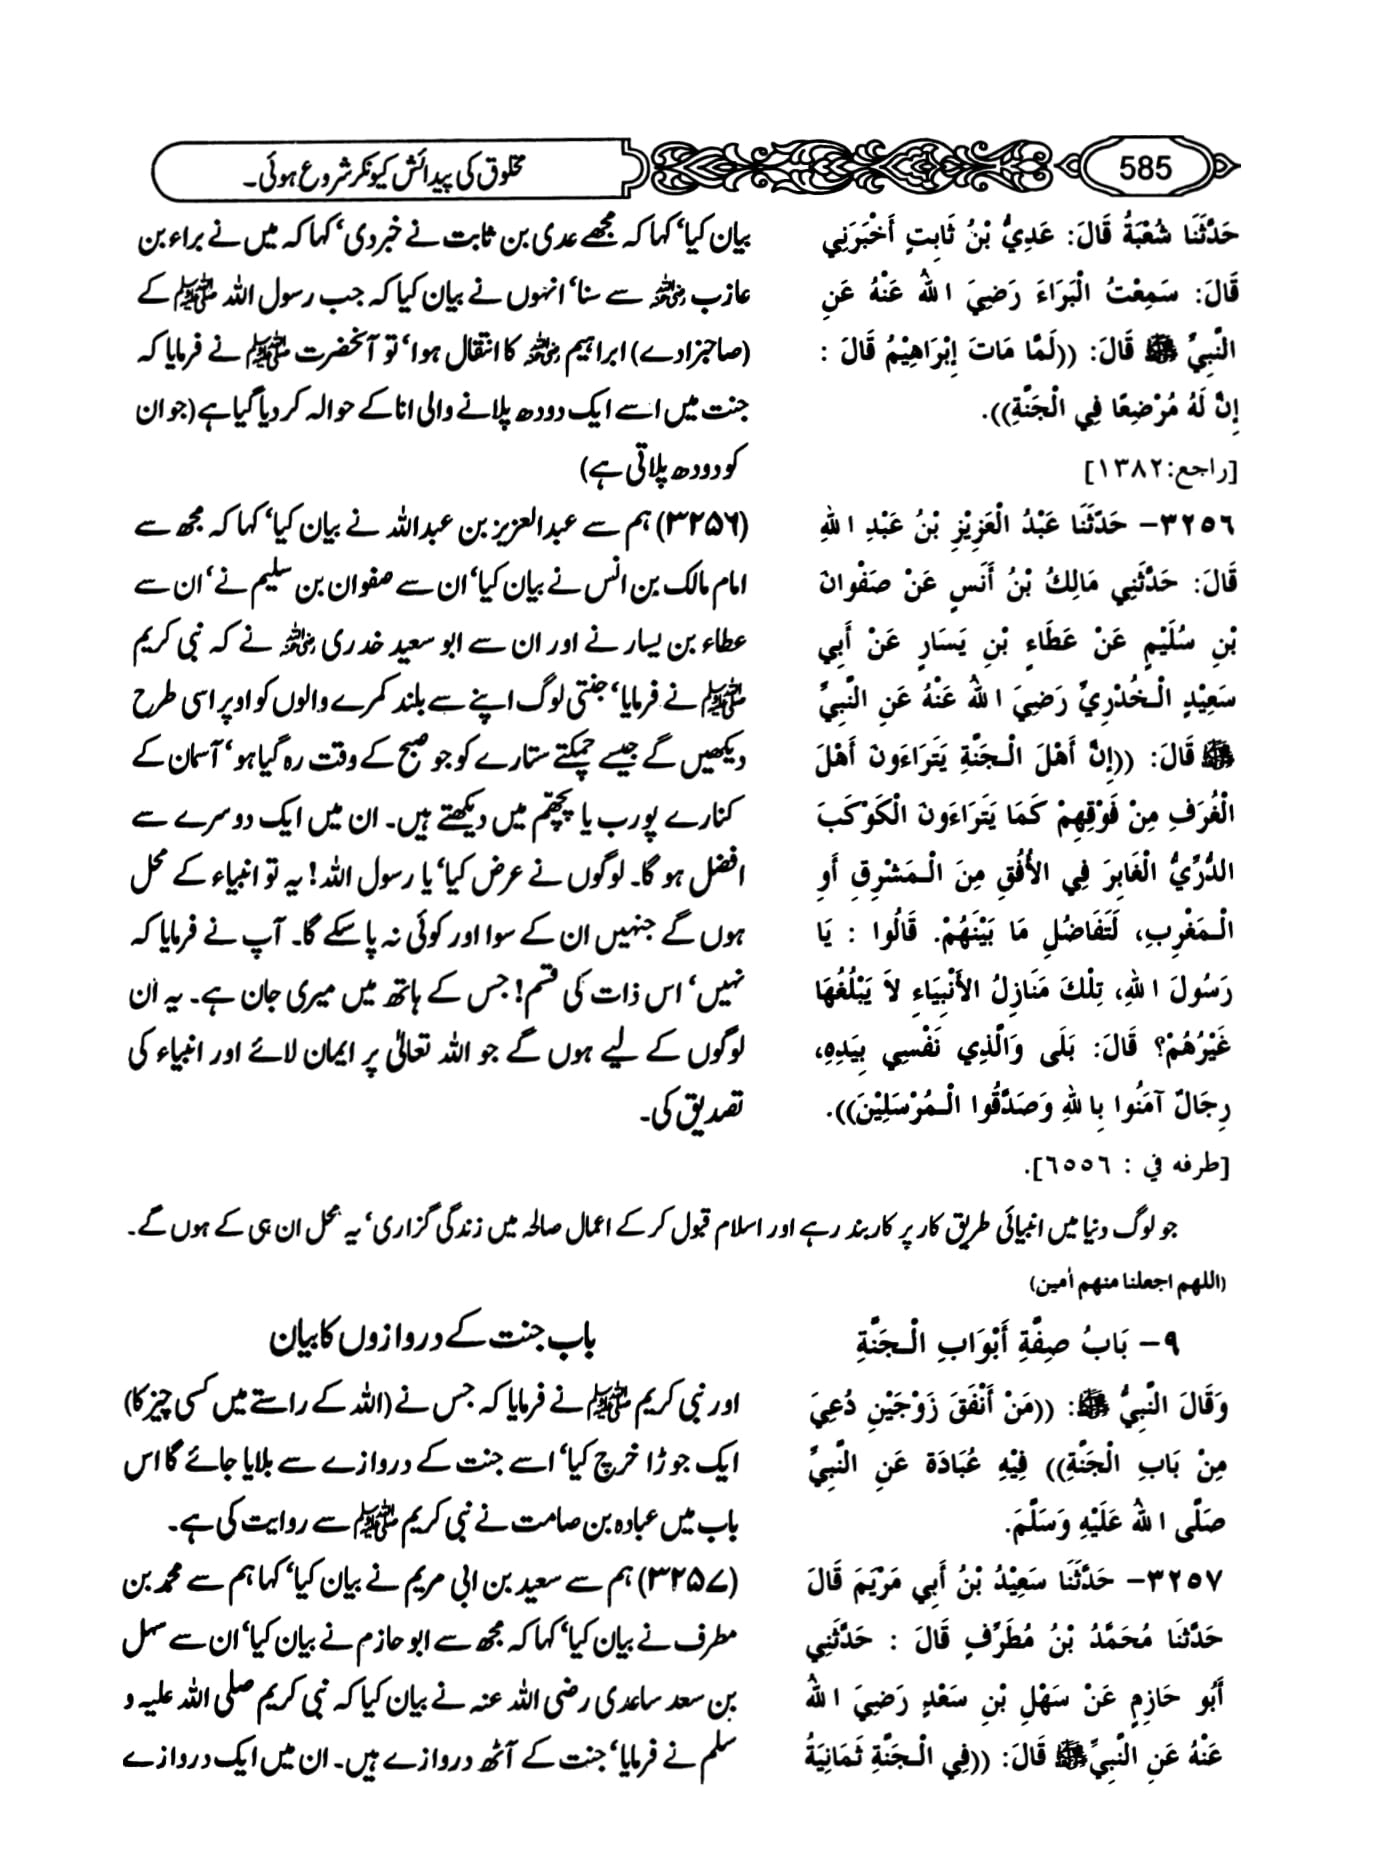 585
مخلوق کی پیدائش کیونکر شروع ہوئی۔
حَدَّثَنَا شُعْبَةُ قَالَ: عَدِيُّ بْنُ ثَابِتٍ أَخْبَرَنِي
قَالَ: سَمِعْتُ الْبَرَاءَ رَضِيَ اللهُ عَنْهُ عَنِ
النَّبِيِّ ﷺ قَالَ: ((لَمَّا مَاتَ إِبْرَاهِيْمُ قَالَ :
إِنَّ لَهُ مُرْضِعًا فِي الْجَنَّةِ)).
[راجع: ١٣٨٢]
٣٢٥٦– حَدَّثَنَا عَبْدُ الْعَزِيْزِ بْنُ عَبْدِ اللهِ
قَالَ: حَدَّثَنِي مَالِكُ بْنُ أَنَسٍ عَنْ صَفْوَانَ
بْنِ سُلَيْمٍ عَنْ عَطَاءِ بْنِ يَسَارٍ عَنْ أَبِي
سَعِيْدٍ الْـخُدْرِيِّ رَضِيَ اللهُ عَنْهُ عَنِ النَّبِيِّ
ﷺ قَالَ: ((إِنَّ أَهْلَ الْـجَنَّةِ يَتَرَاءَونَ أَهْلَ
الْغُرَفِ مِنْ فَوْقِهِمْ كَمَا يَتَرَاءَونَ الْكَوْكَبَ
الدُّرِّيُّ الْغَابِرَ فِي الأُفُقِ مِنَ الْـمَشْرِقِ أَوِ
الْـمَغْرِبِ، لَتَفَاضُلِ مَا بَيْنَهُمْ. قَالُوا : يَا
رَسُولَ اللهِ، تِلْكَ مَنَازِلُ الأَنْبِيَاءِ لاَ يَبْلُغُهَا
غَيْرُهُمْ؟ قَالَ: بَلَى وَالَّذِي نَفْسِي بِيَدِهِ،
رِجَالٌ آمَنُوا بِاللهِ وَصَدَّقُوا الْـمُرْسَلِيْنَ)).
[طرفه في : ٦٥٥٦].
بیان کیا‘ کہا کہ مجھے عدی بن ثابت نے خبر دی‘ کہا کہ میں نے براء بن
عازب رضی اللہ عنہ سے سنا‘ انہوں نے بیان کیا کہ جب رسول اللہ ﷺ کے
(صاحبزادے) ابراہیم رضی اللہ عنہ کا انتقال ہوا‘ تو آنحضرت ﷺ نے فرمایا کہ
جنت میں اسے ایک دودھ پلانے والی انا کے حوالہ کر دیا گیا ہے (جو ان
کو دودھ پلاتی ہے)
(۳۲۵۶) ہم سے عبدالعزیز بن عبداللہ نے بیان کیا‘ کہا کہ مجھ سے
امام مالک بن انس نے بیان کیا‘ ان سے صفوان بن سلیم نے‘ ان سے
عطاء بن یسار نے اور ان سے ابو سعید خدری رضی اللہ عنہ نے کہ نبی کریم
ﷺ نے فرمایا‘ جنتی لوگ اپنے سے بلند کمرے والوں کو اوپر اسی طرح
دیکھیں گے جیسے چمکتے ستارے کو جو صبح کے وقت رہ گیا ہو‘ آسمان کے
کنارے پورب یا پچھم میں دیکھتے ہیں۔ ان میں ایک دوسرے سے
افضل ہو گا۔ لوگوں نے عرض کیا‘ یا رسول اللہ! یہ تو انبیاء کے محل
ہوں گے جنہیں ان کے سوا اور کوئی نہ پا سکے گا۔ آپ نے فرمایا کہ
نہیں‘ اس ذات کی قسم! جس کے ہاتھ میں میری جان ہے۔ یہ ان
لوگوں کے لیے ہوں گے جو اللہ تعالیٰ پر ایمان لائے اور انبیاء کی
تصدیق کی۔
جو لوگ دنیا میں انبیائی طریق کار پر کاربند رہے اور اسلام قبول کر کے اعمال صالحہ میں زندگی گزاری‘ یہ محل ان ہی کے ہوں گے۔
(اللهم اجعلنا منهم أمين)
٩– بَابُ صِفَّةِ أَبْوَابِ الْـجَنَّةِ
وَقَالَ النَّبِيُّ ﷺ: ((مَنْ أَنْفَقَ زَوْجَيْنِ دُعِيَ
مِنْ بَابِ الْجَنَّةِ)) فِيْهِ عُبَادَة عَنِ النَّبِيِّ
صَلَّى اللهُ عَلَيْهِ وَسَلَّمَ.
٣٢٥٧– حَدَّثَنَا سَعِيْدُ بْنُ أَبِي مَرْيَمَ قَالَ
حَدَّثَنَا مُحَمَّدُ بْنُ مُطَرِّفٍ قَالَ : حَدَّثَنِي
أَبُو حَازِمٍ عَنْ سَهْلِ بْنِ سَعْدٍ رَضِيَ اللهُ
عَنْهُ عَنِ النَّبِيِّ ﷺ قَالَ: ((فِي الْـجَنَّةِ ثَمَانِيَةُ
باب جنت کے دروازوں کا بیان
اور نبی کریم ﷺ نے فرمایا کہ جس نے (اللہ کے راستے میں کسی چیز کا)
ایک جوڑا خرچ کیا‘ اسے جنت کے دروازے سے بلایا جائے گا اس
باب میں عبادہ بن صامت نے نبی کریم ﷺ سے روایت کی ہے۔
(۳۲۵۷) ہم سے سعید بن ابی مریم نے بیان کیا‘ کہا ہم سے محمد بن
مطرف نے بیان کیا‘ کہا کہ مجھ سے ابو حازم نے بیان کیا‘ ان سے سہل
بن سعد ساعدی رضی اللہ عنہ نے بیان کیا کہ نبی کریم صلی اللہ علیہ و
سلم نے فرمایا‘ جنت کے آٹھ دروازے ہیں۔ ان میں ایک دروازے